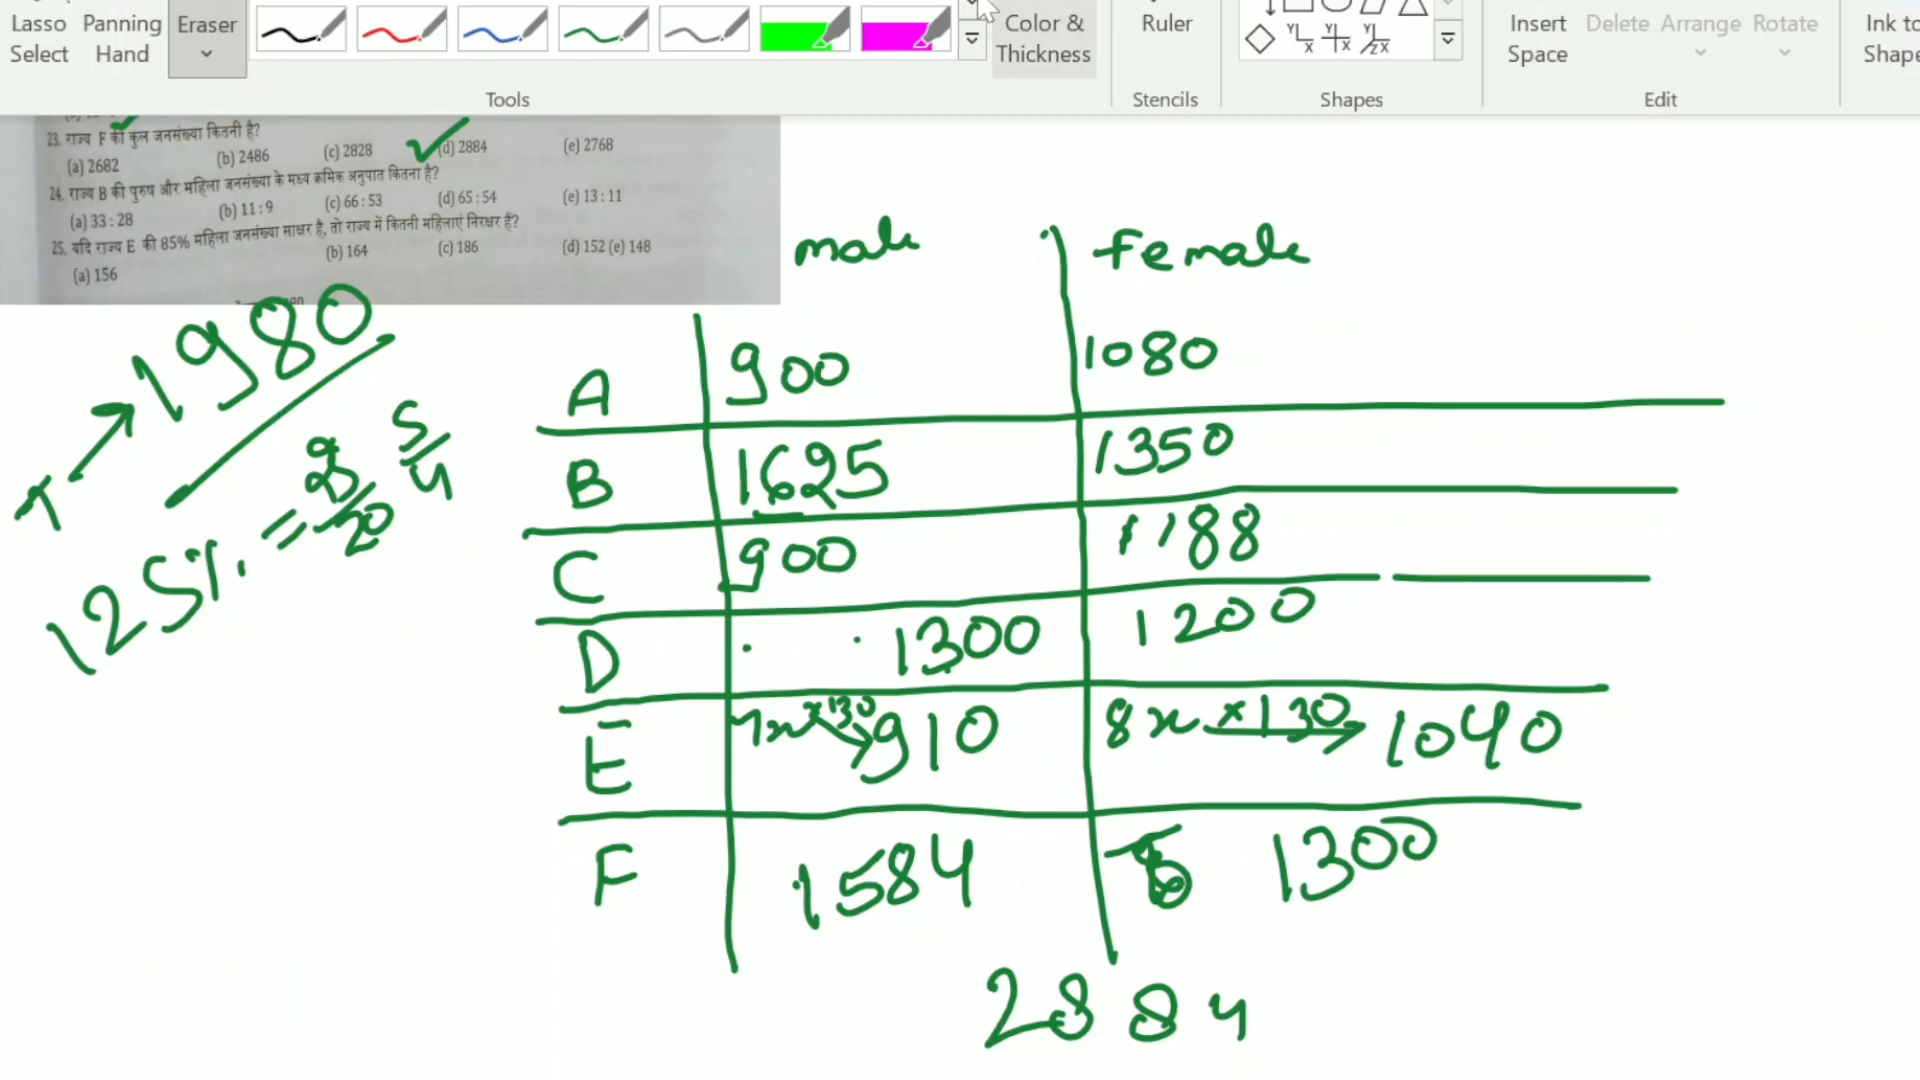 Lasso Select
Panning Hand
Eraser
Color & Thickness
Ruler
Insert Space
Delete
Arrange
Rotate
Ink to Shape
Tools
Stencils
Shapes
Edit
23. राज्य F की कुल जनसंख्या कितनी है?
(a) 2682 (b) 2486 (c) 2828 (d) 2884 (e) 2768
24. राज्य B की पुरुष और महिला जनसंख्या के मध्य क्रमिक अनुपात कितना है?
(a) 33 : 28 (b) 11 : 9 (c) 66 : 53 (d) 65 : 54 (e) 13 : 11
25. यदि राज्य E की 85% महिला जनसंख्या साक्षर है, तो राज्य में कितनी महिलाएं निरक्षर हैं?
(a) 156 (b) 164 (c) 186 (d) 152 (e) 148
male female
1980
125% = 5/4
A 900 1080
B 1625 1350
C 900 1188
D 1300 1200
E 7x ×130 910 8x ×130 1040
F 1584 1300
2884